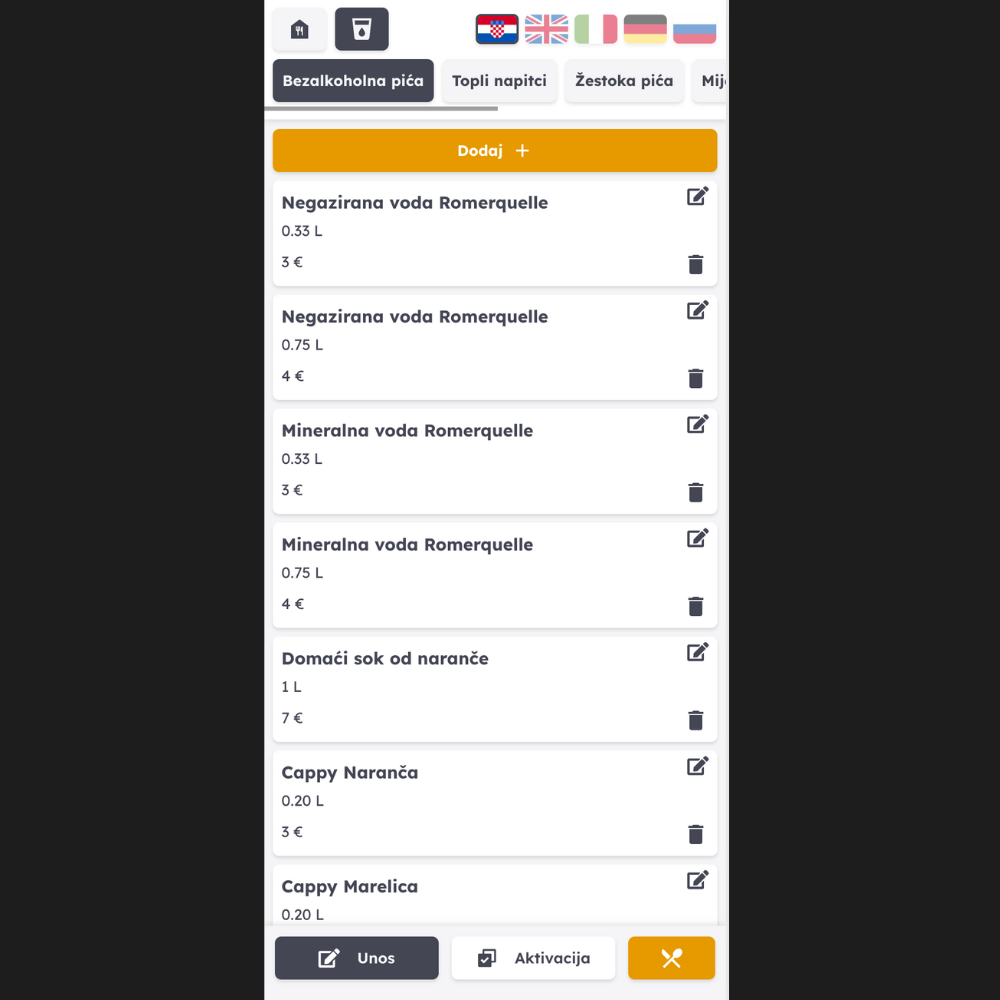 Bezalkoholna pića
Topli napitci
Žestoka pića
Dodaj +
Negazirana voda Romerquelle
0.33 L
3 €
Negazirana voda Romerquelle
0.75 L
4 €
Mineralna voda Romerquelle
0.33 L
3 €
Mineralna voda Romerquelle
0.75 L
4 €
Domaći sok od naranče
1 L
7 €
Cappy Naranča
0.20 L
3 €
Cappy Marelica
0.20 L
Unos
Aktivacija